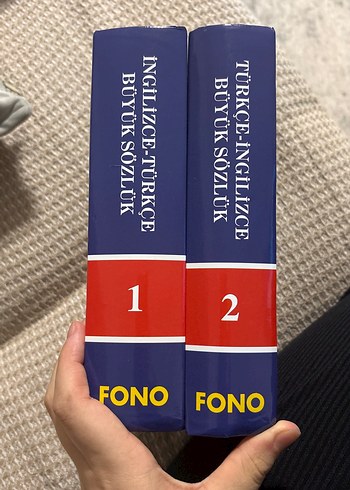 İNGİLİZCE-TÜRKÇE
BÜYÜK SÖZLÜK
1
FONO
TÜRKÇE-İNGİLİZCE
BÜYÜK SÖZLÜK
2
FONO